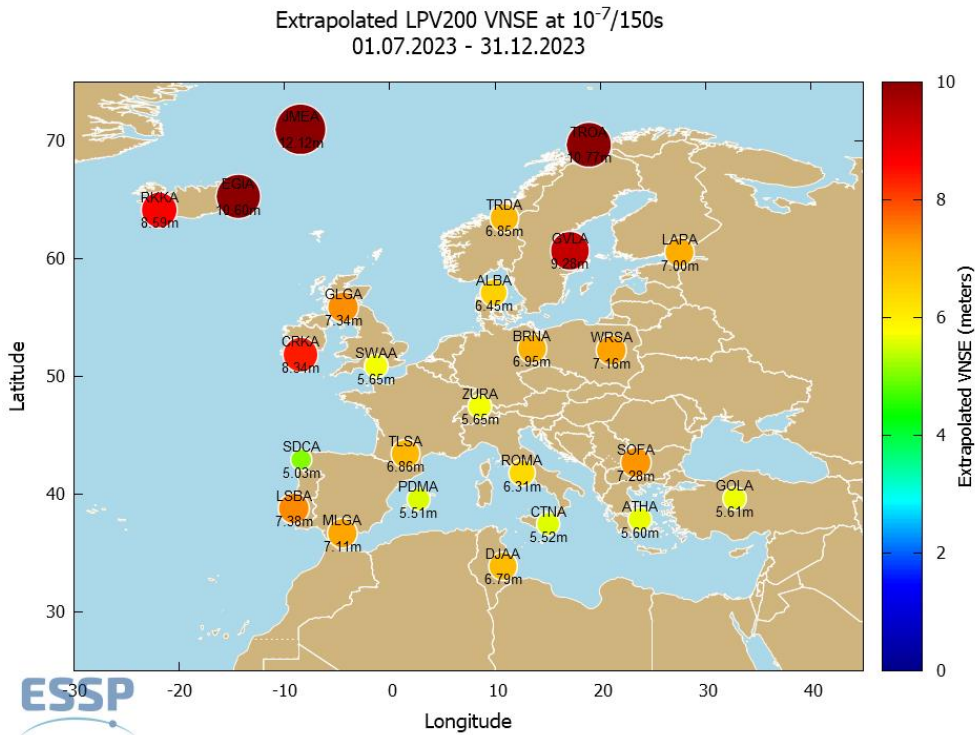 Extrapolated LPV200 VNSE at 10⁻⁷/150s
01.07.2023 - 31.12.2023
JMEA
12.12m
TROA
10.77m
EGIA
10.60m
RKKA
8.59m
TRDA
6.85m
GVLA
9.28m
LAPA
7.00m
ALBA
6.45m
GLGA
7.34m
CRKA
8.34m
SWAA
5.65m
BRNA
6.95m
WRSA
7.16m
ZURA
5.65m
SDCA
5.03m
TLSA
6.86m
ROMA
6.31m
SOFA
7.28m
LSBA
7.38m
PDMA
5.51m
CTNA
5.52m
ATHA
5.60m
GOLA
5.61m
MLGA
7.11m
DJAA
6.79m
70
60
50
40
30
Latitude
-30
-20
-10
0
10
20
30
40
Longitude
10
8
6
4
2
0
Extrapolated VNSE (meters)
ESSP